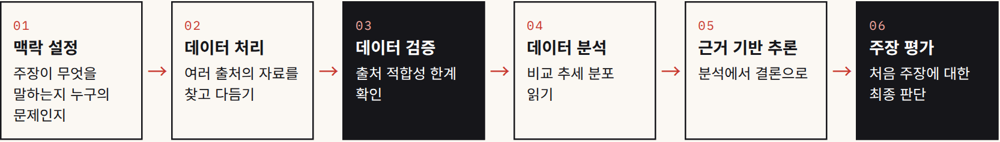 01
맥락 설정
주장이 무엇을
말하는지 누구의
문제인지
→
02
데이터 처리
여러 출처의 자료를
찾고 다듬기
→
03
데이터 검증
출처 적합성 한계
확인
→
04
데이터 분석
비교 추세 분포
읽기
→
05
근거 기반 추론
분석에서 결론으로
→
06
주장 평가
처음 주장에 대한
최종 판단